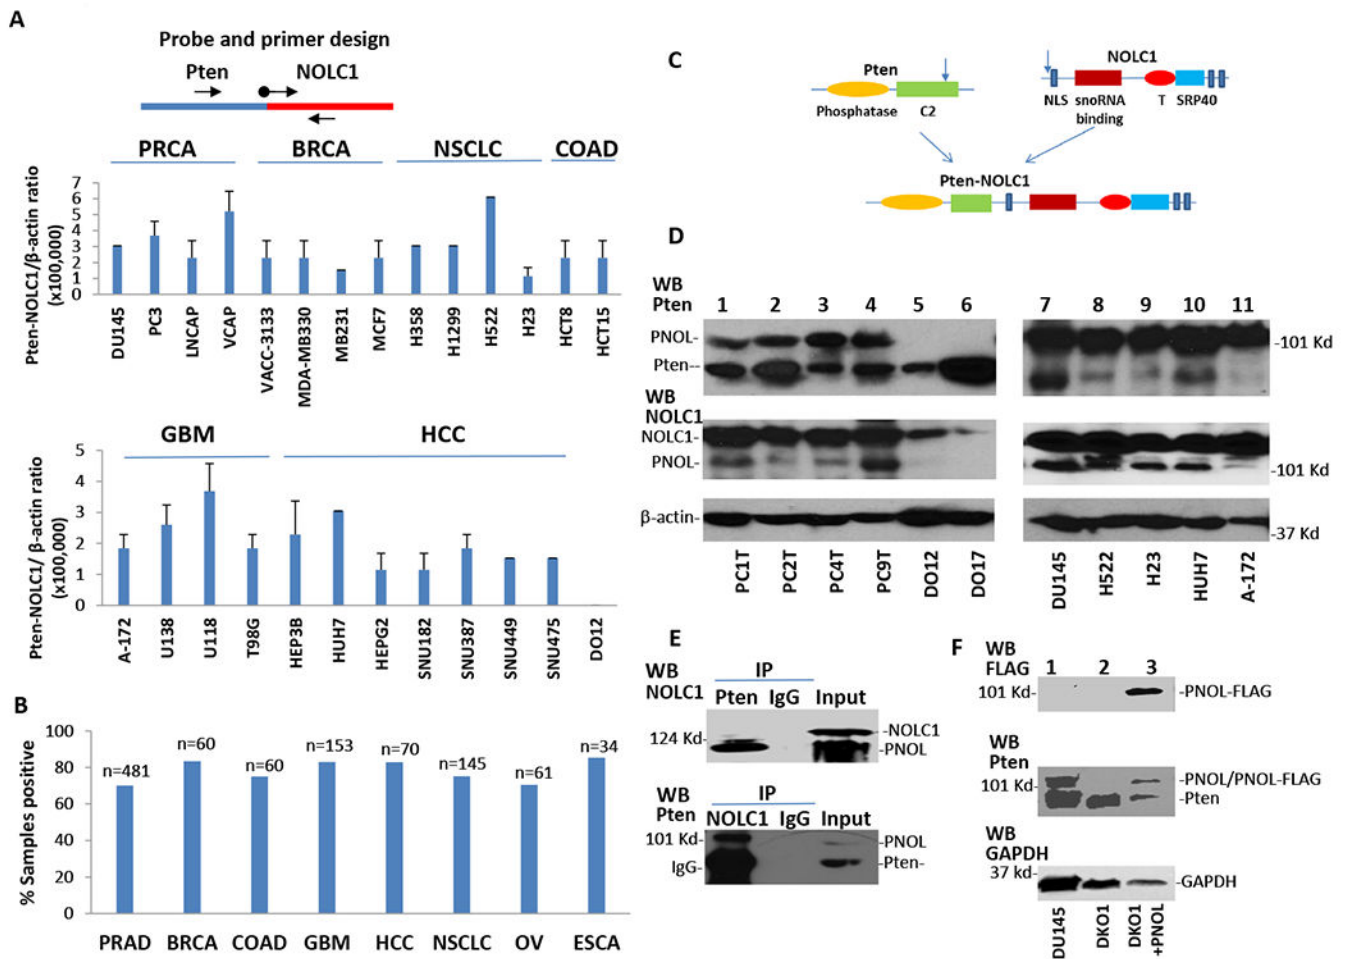 A
Probe and primer design
Pten
NOLC1
PRCA
BRCA
NSCLC
COAD
Pten-NOLC1/β-actin ratio
(x100,000)
7
6
5
4
3
2
1
0
DU145
PC3
LNCAP
VCAP
VACC-3133
MDA-MB330
MB231
MCF7
H358
H1299
H522
H23
HCT8
HCT15
GBM
HCC
Pten-NOLC1/ β-actin ratio
(x100,000)
5
4
3
2
1
0
A-172
U138
U118
T98G
HEP3B
HUH7
HEPG2
SNU182
SNU387
SNU449
SNU475
DO12
B
% Samples positive
100
80
60
40
20
0
n=481
n=60
n=60
n=153
n=70
n=145
n=61
n=34
PRAD
BRCA
COAD
GBM
HCC
NSCLC
OV
ESCA
C
Pten
Phosphatase
C2
NOLC1
NLS
snoRNA
binding
T
SRP40
Pten-NOLC1
D
WB
Pten
1
2
3
4
5
6
7
8
9
10
11
PNOL-
Pten--
-101 Kd
WB
NOLC1
NOLC1-
PNOL-
-101 Kd
β-actin-
-37 Kd
PC1T
PC2T
PC4T
PC9T
DO12
DO17
DU145
H522
H23
HUH7
A-172
E
WB
NOLC1
IP
Pten
IgG
Input
124 Kd-
-NOLC1
-PNOL
WB
Pten
IP
NOLC1
IgG
Input
101 Kd-
IgG-
-PNOL
-Pten-
F
WB
FLAG
1
2
3
101 Kd-
-PNOL-FLAG
WB
Pten
101 Kd-
-PNOL/PNOL-FLAG
-Pten
WB
GAPDH
37 kd-
-GAPDH
DU145
DKO1
DKO1
+PNOL